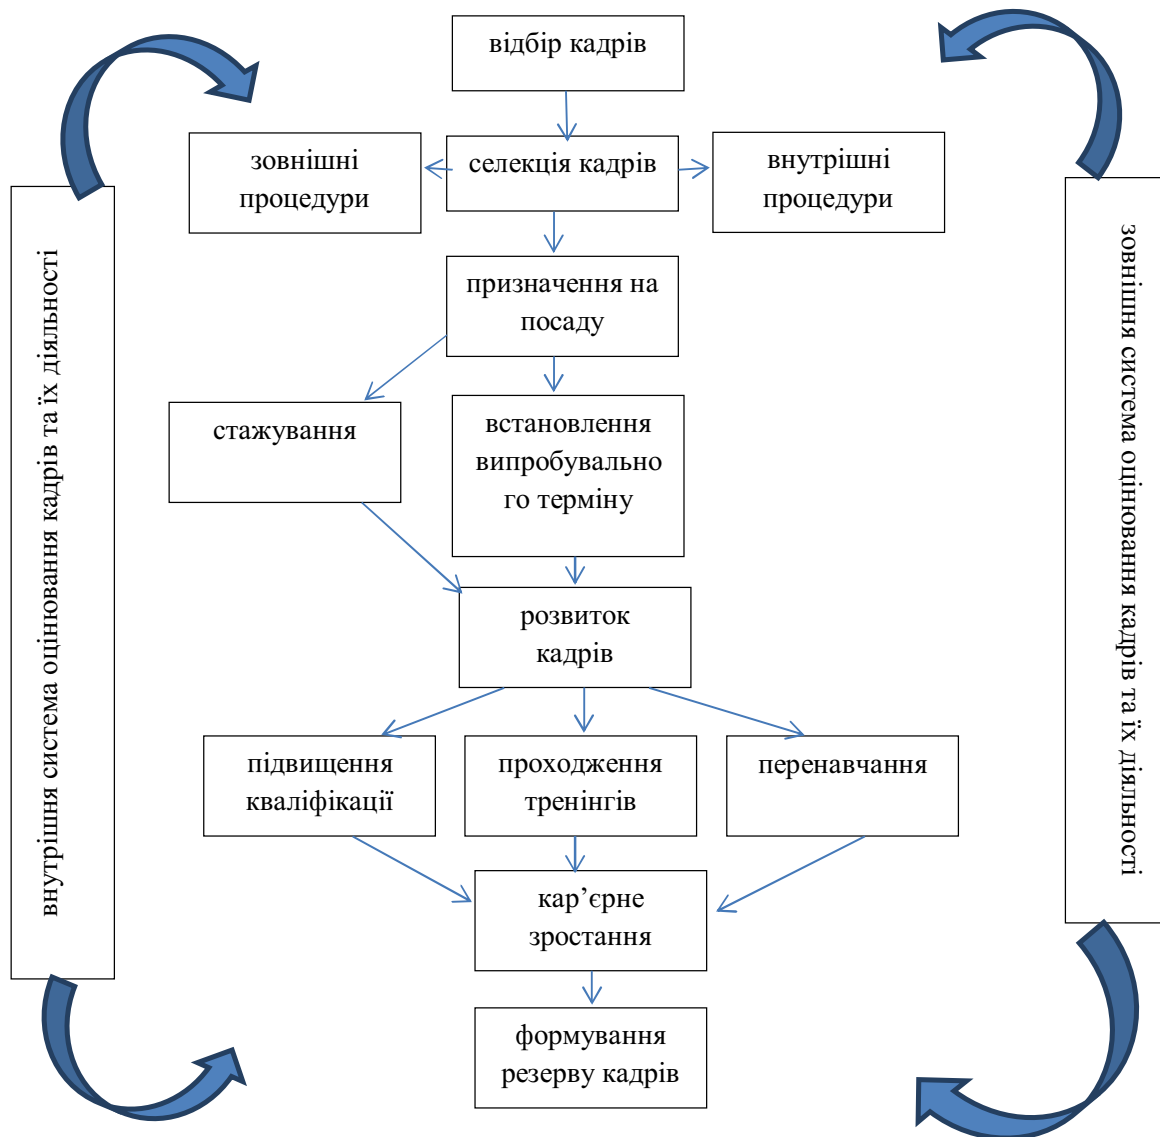 відбір кадрів
зовнішні
процедури
селекція кадрів
внутрішні
процедури
призначення на
посаду
стажування
встановлення
випробувально
го терміну
розвиток
кадрів
підвищення
кваліфікації
проходження
тренінгів
перенавчання
кар’єрне
зростання
формування
резерву кадрів
внутрішня система оцінювання кадрів та їх діяльності
зовнішня система оцінювання кадрів та їх діяльності